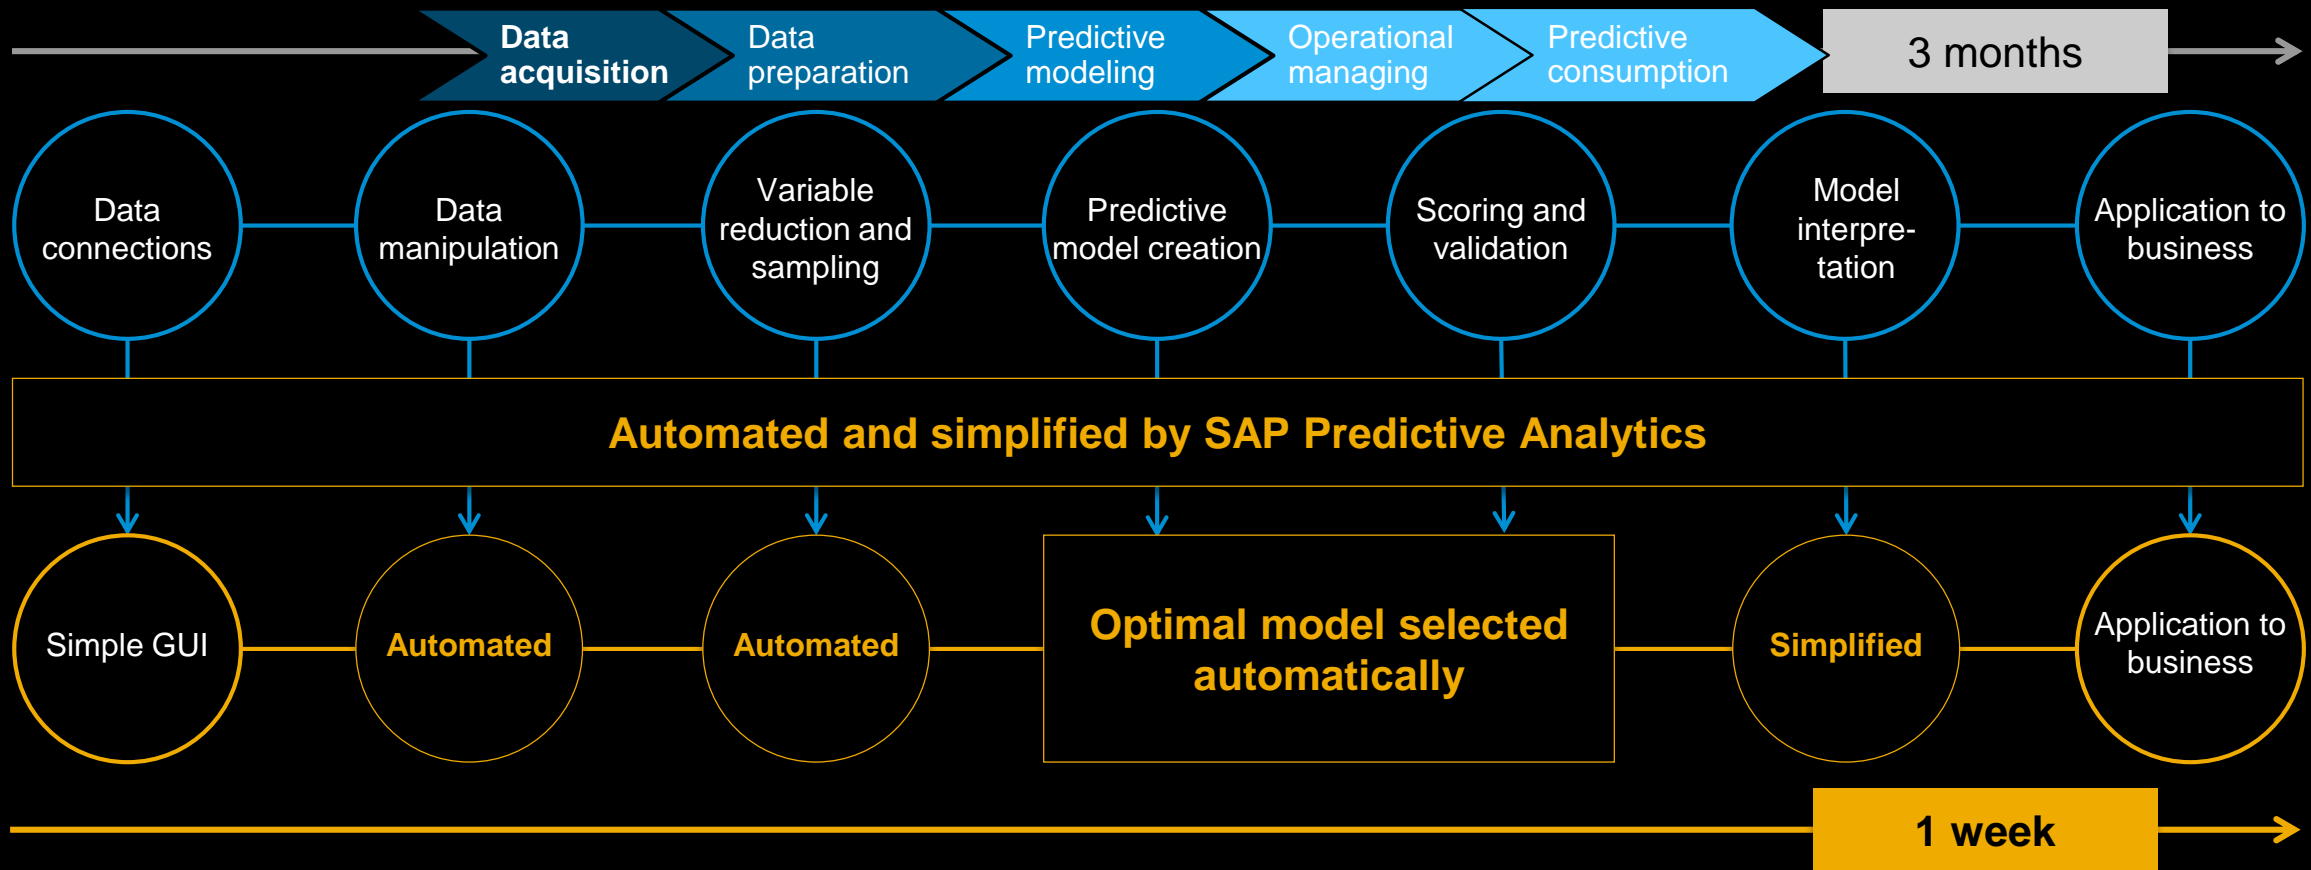 Data
acquisition
Data
preparation
Predictive
modeling
Operational
managing
Predictive
consumption
3 months
Data
connections
Data
manipulation
Variable
reduction and
sampling
Predictive
model creation
Scoring and
validation
Model
interpre-
tation
Application to
business
Automated and simplified by SAP Predictive Analytics
Simple GUI
Automated
Automated
Optimal model selected
automatically
Simplified
Application to
business
1 week